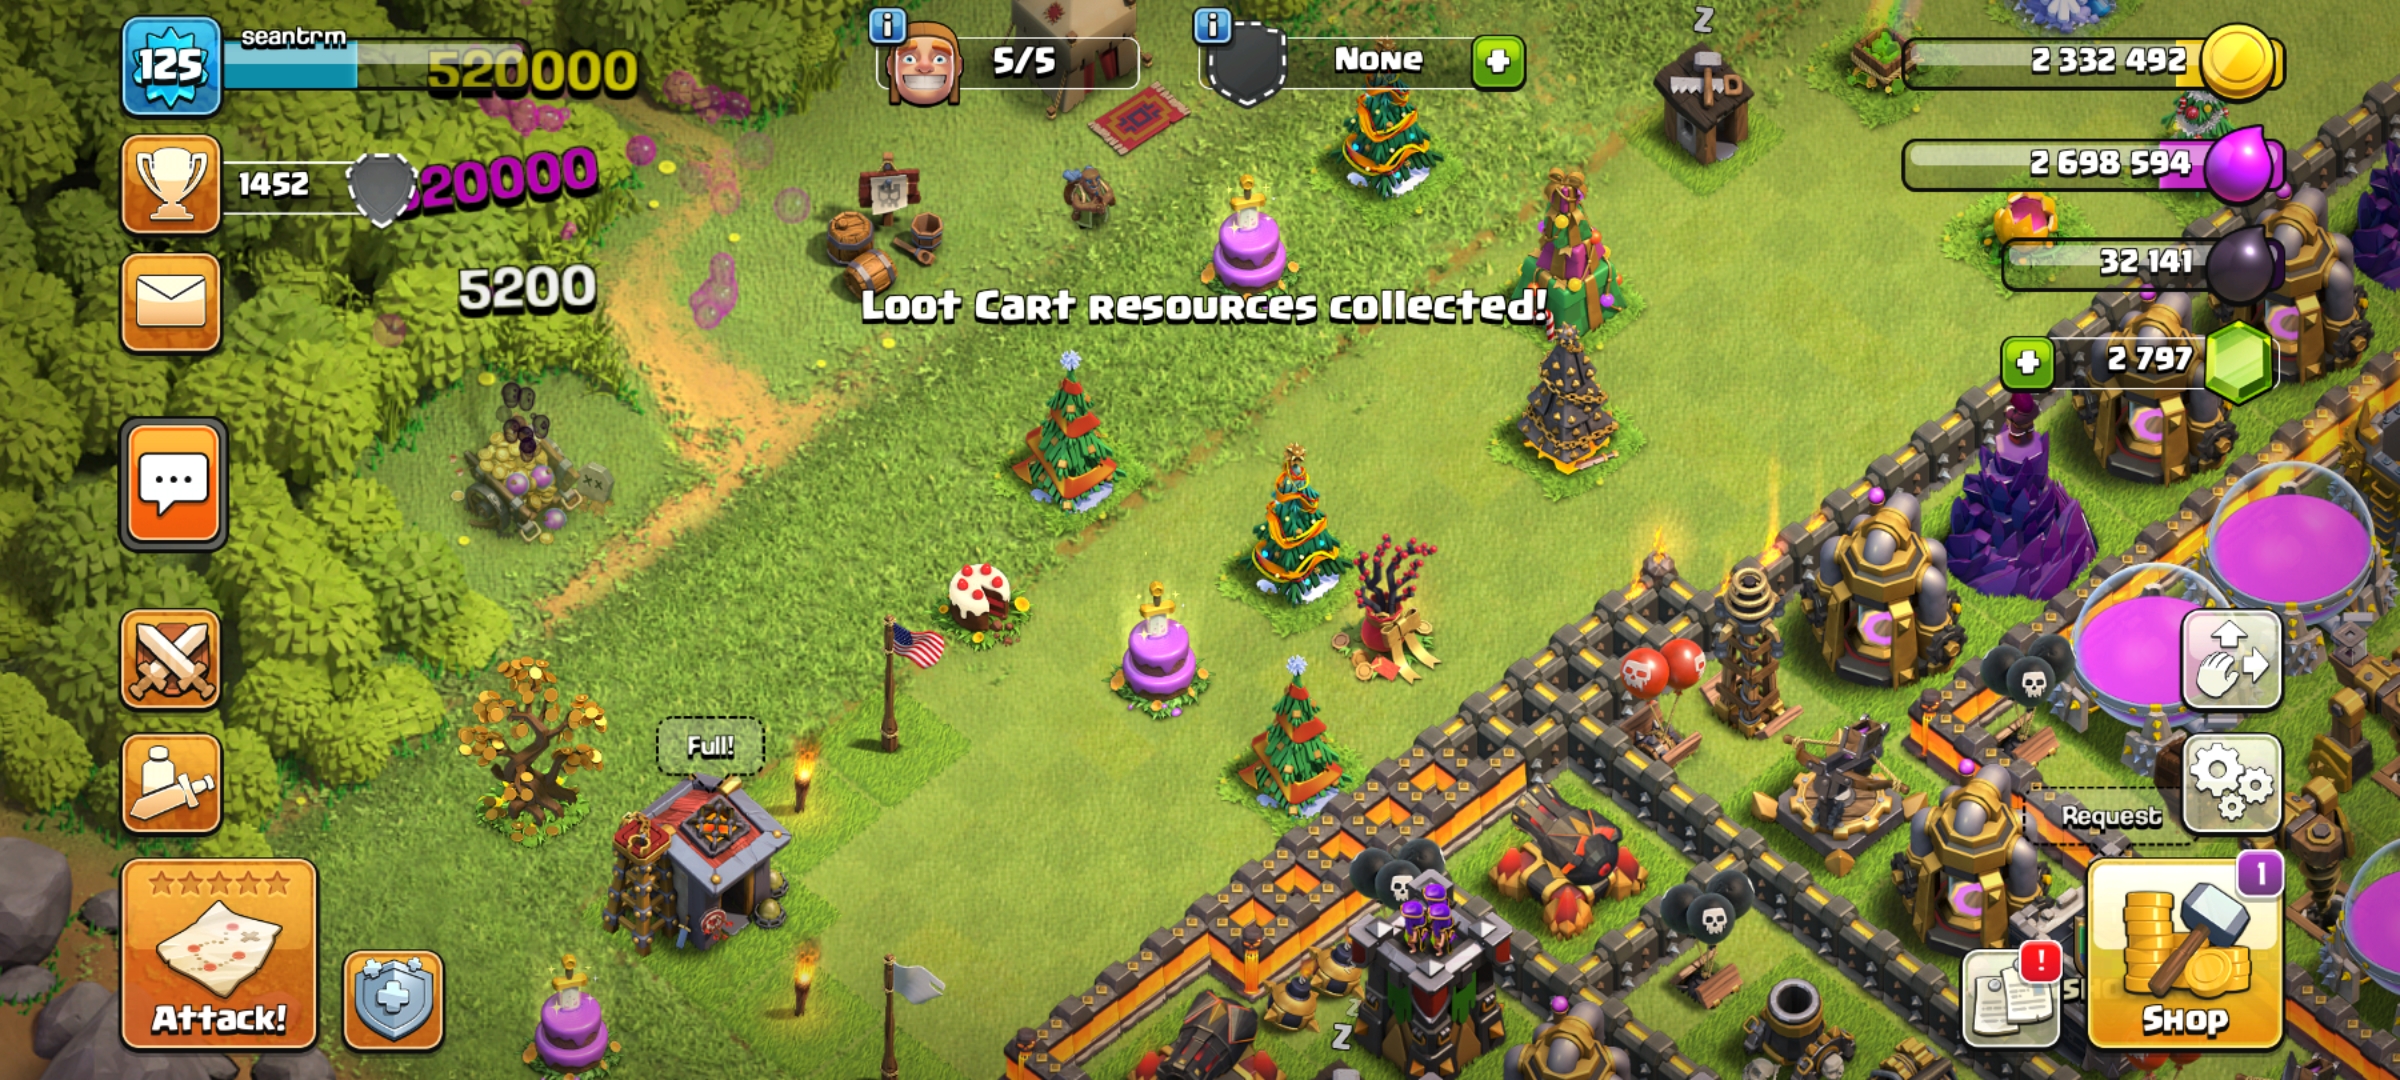 125
seantrm
520000
5/5
None
2 332 492
1452
20000
2 698 594
5200
32 141
Loot Cart resources collected!
2 797
Full!
Request
1
Attack!
!
Shop
Z
Z
Z